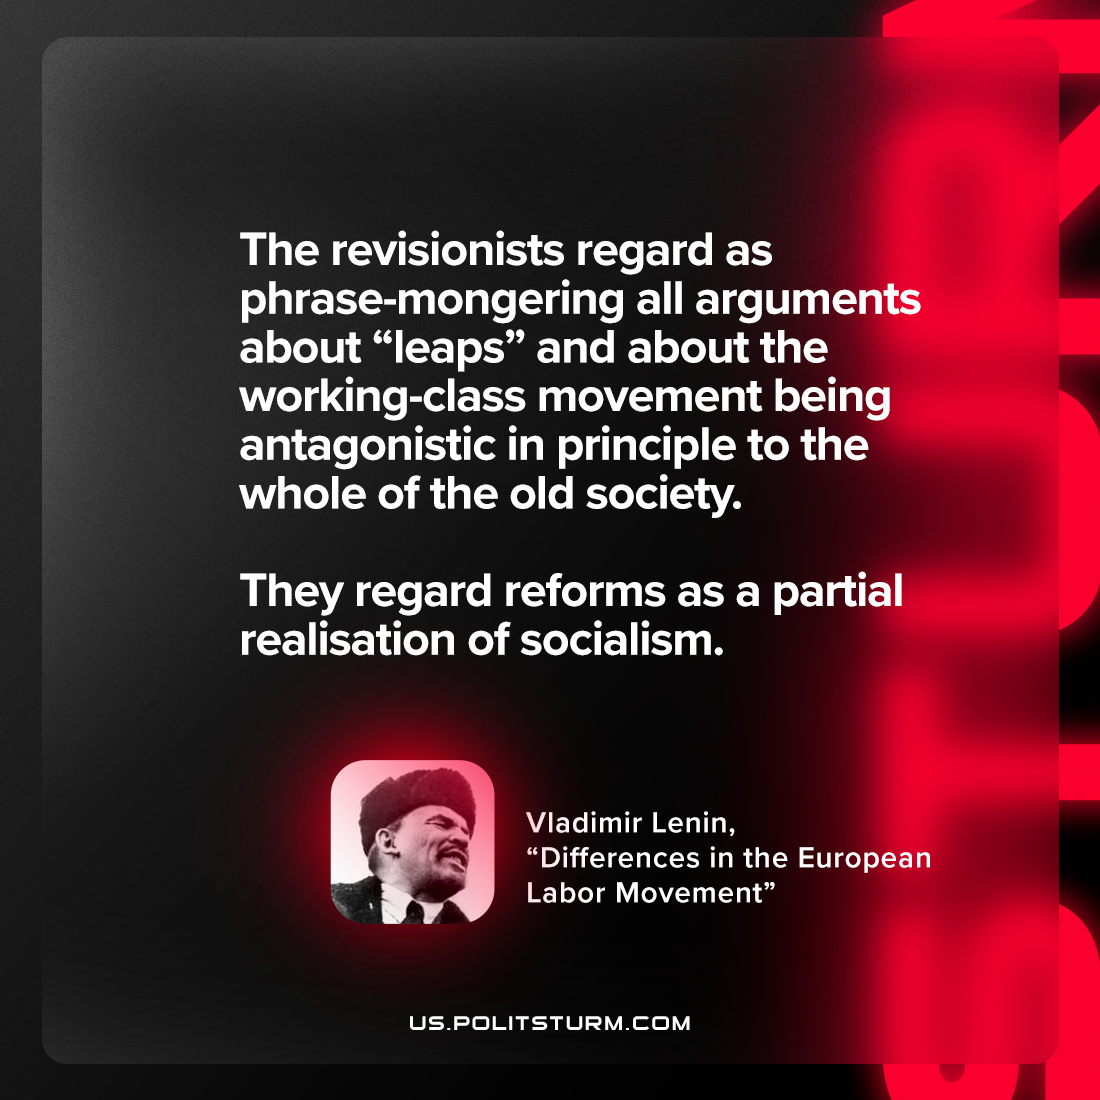 The revisionists regard as
phrase-mongering all arguments
about “leaps” and about the
working-class movement being
antagonistic in principle to the
whole of the old society.
They regard reforms as a partial
realisation of socialism.
Vladimir Lenin,
“Differences in the European
Labor Movement”
US.POLITSTURM.COM